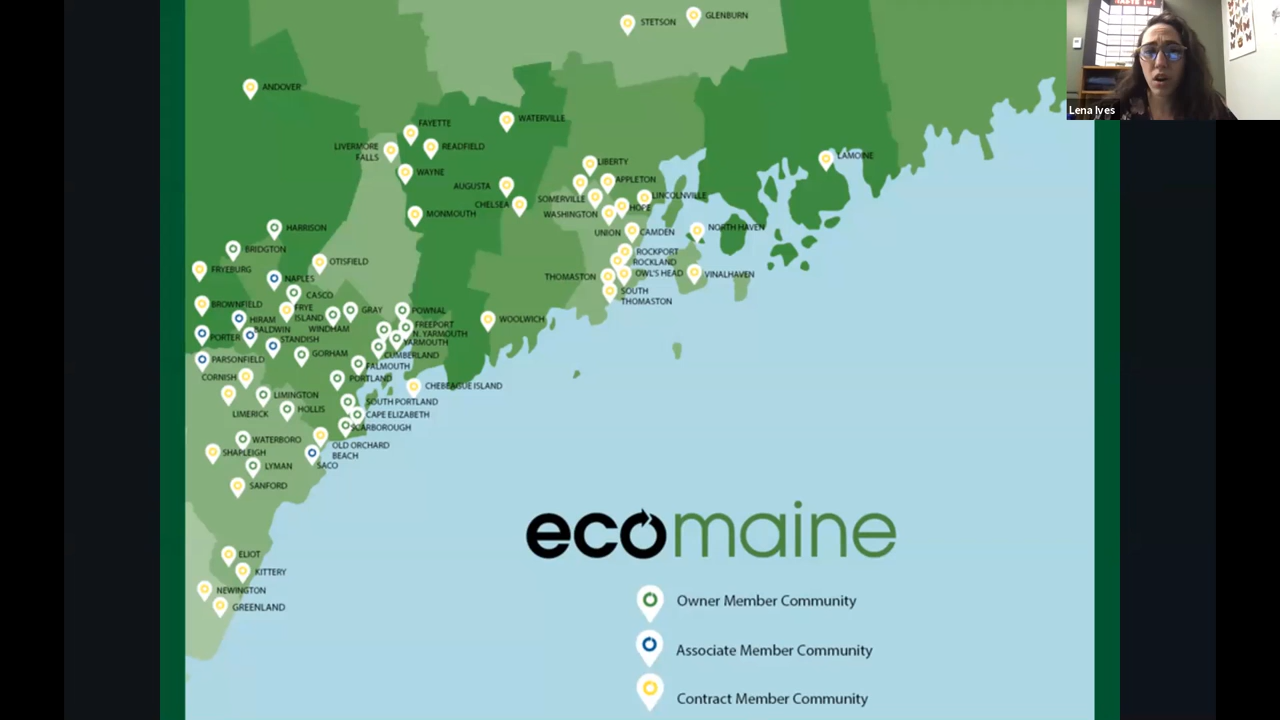 STETSON
GLENBURN
Lena Ives
ANDOVER
FAYETTE
WATERVILLE
LIVERMORE
FALLS
READFIELD
WAYNE
LIBERTY
LAMOINE
AUGUSTA
APPLETON
CHELSEA
SOMERVILLE
LINCOLNVILLE
HOPE
MONMOUTH
WASHINGTON
HARRISON
UNION
CAMDEN
NORTH HAVEN
BRIDGTON
ROCKPORT
OTISFIELD
ROCKLAND
FRYEBURG
THOMASTON
OWL'S HEAD
VINALHAVEN
NAPLES
CASCO
SOUTH
THOMASTON
BROWNFIELD
FRYE
ISLAND
GRAY
POWNAL
HIRAM
WINDHAM
FREEPORT
WOOLWICH
BALDWIN
N. YARMOUTH
PORTER
STANDISH
YARMOUTH
PARSONFIELD
GORHAM
CUMBERLAND
FALMOUTH
CORNISH
PORTLAND
CHEBEAGUE ISLAND
LIMINGTON
SOUTH PORTLAND
LIMERICK
HOLLIS
CAPE ELIZABETH
SCARBOROUGH
WATERBORO
OLD ORCHARD
BEACH
SHAPLEIGH
LYMAN
SACO
SANFORD
ecomaine
ELIOT
KITTERY
NEWINGTON
GREENLAND
Owner Member Community
Associate Member Community
Contract Member Community